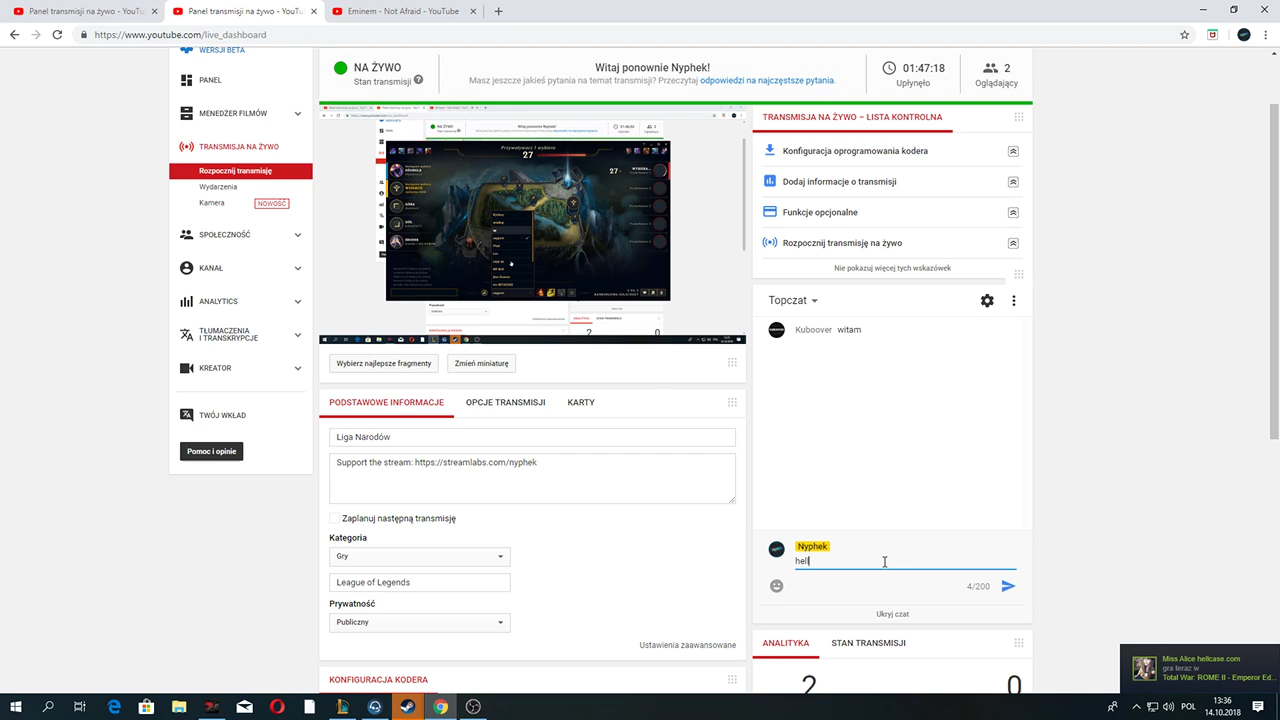 Panel transmisji na żywo - YouTu
Panel transmisji na żywo - YouTu
Eminem - Not Afraid - YouTube
https://www.youtube.com/live_dashboard
WERSJI BETA
PANEL
MENEDŻER FILMÓW
TRANSMISJA NA ŻYWO
Rozpocznij transmisję
Wydarzenia
Kamera
NOWOŚĆ
SPOŁECZNOŚĆ
KANAŁ
ANALYTICS
TŁUMACZENIA
I TRANSKRYPCJE
KREATOR
TWÓJ WKŁAD
Pomoc i opinie
NA ŻYWO
Stan transmisji
Witaj ponownie Nyphek!
Masz jeszcze jakieś pytania na temat transmisji? Przeczytaj odpowiedzi na najczęstsze pytania.
01:47:18
Upłynęło
2
Oglądający
Przywoływacz 1 wybiera
27
Wybierz najlepsze fragmenty
Zmień miniaturę
PODSTAWOWE INFORMACJE
OPCJE TRANSMISJI
KARTY
Liga Narodów
Support the stream: https://streamlabs.com/nyphek
Zaplanuj następną transmisję
Kategoria
Gry
League of Legends
Prywatność
Publiczny
Ustawienia zaawansowane
KONFIGURACJA KODERA
TRANSMISJA NA ŻYWO – LISTA KONTROLNA
Konfiguracja oprogramowania kodera
Dodaj informacje o transmisji
Funkcje opcjonalne
Rozpocznij transmisję na żywo
Nie pokazuj więcej tych wskazówek
Topczat
Kuboover witam
Nyphek
hell
4/200
Ukryj czat
ANALITYKA
STAN TRANSMISJI
2
0
Miss Alice hellcase.com
gra teraz w
Total War: ROME II - Emperor Ed...
POL
13:36
14.10.2018